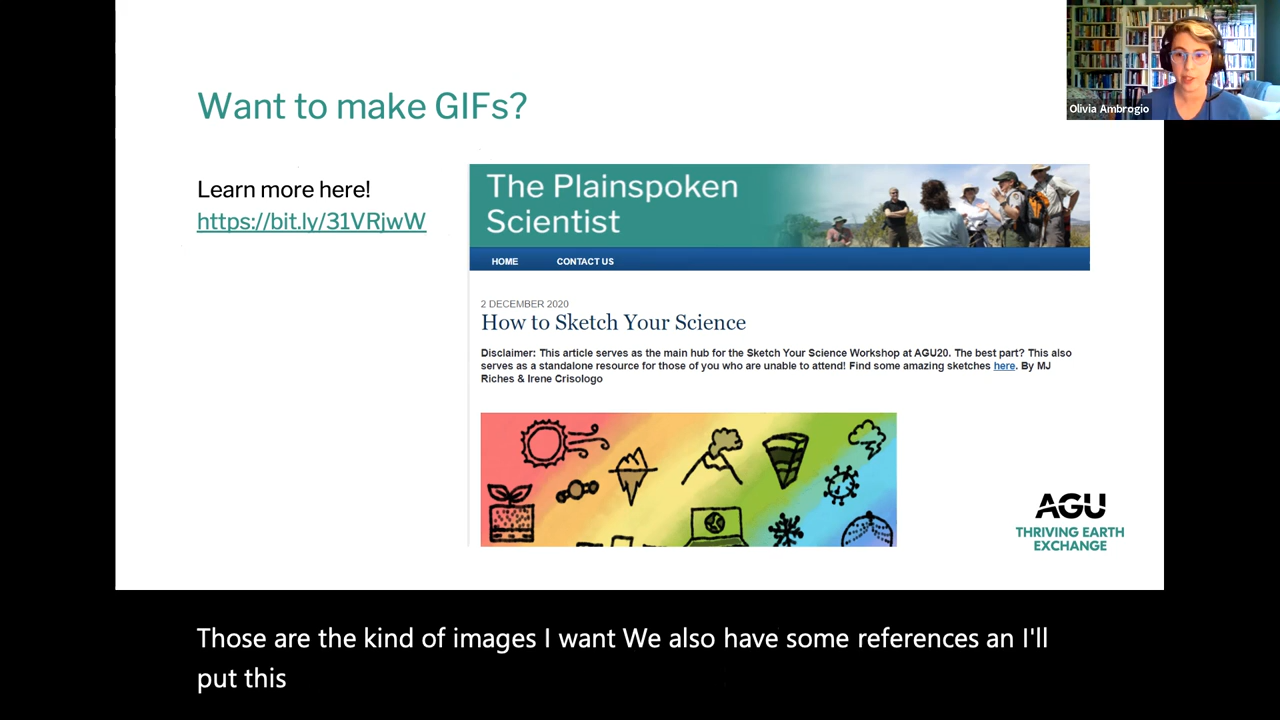 Want to make GIFs?
Olivia Ambrogio
Learn more here!
https://bit.ly/31VRjwW
The Plainspoken
Scientist
HOME CONTACT US
2 DECEMBER 2020
How to Sketch Your Science
Disclaimer: This article serves as the main hub for the Sketch Your Science Workshop at AGU20. The best part? This also
serves as a standalone resource for those of you who are unable to attend! Find some amazing sketches here. By MJ
Riches & Irene Crisologo
AGU
THRIVING EARTH
EXCHANGE
Those are the kind of images I want We also have some references an I'll
put this